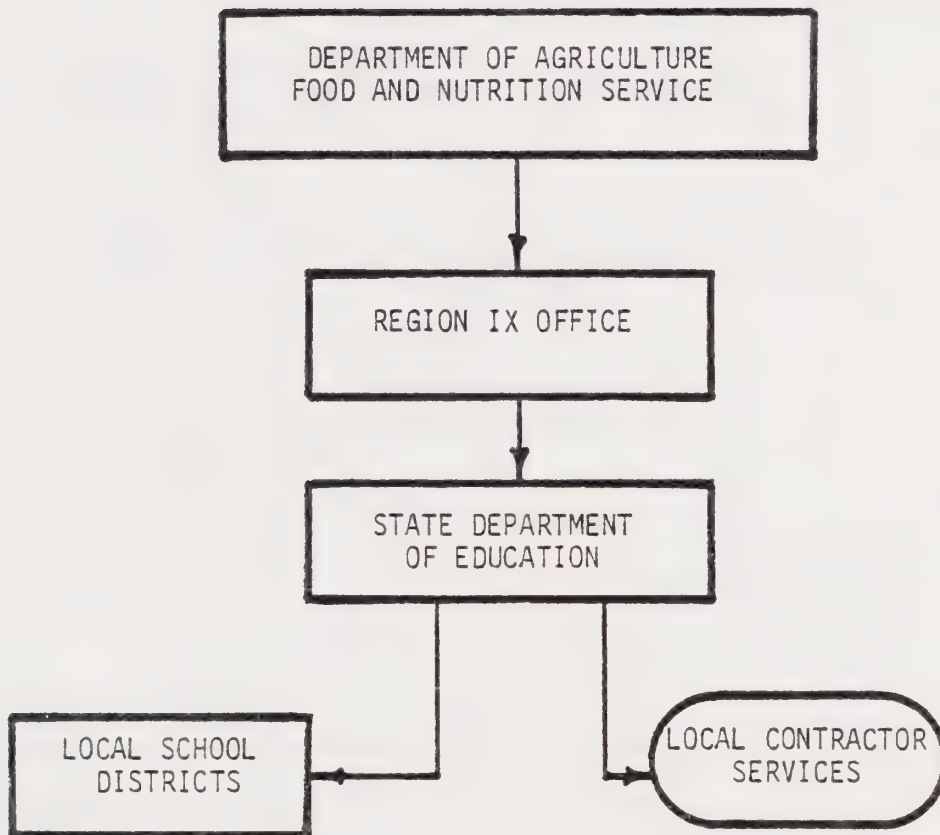 DEPARTMENT OF AGRICULTURE
FOOD AND NUTRITION SERVICE
REGION IX OFFICE
STATE DEPARTMENT
OF EDUCATION
LOCAL SCHOOL
DISTRICTS
LOCAL CONTRACTOR
SERVICES